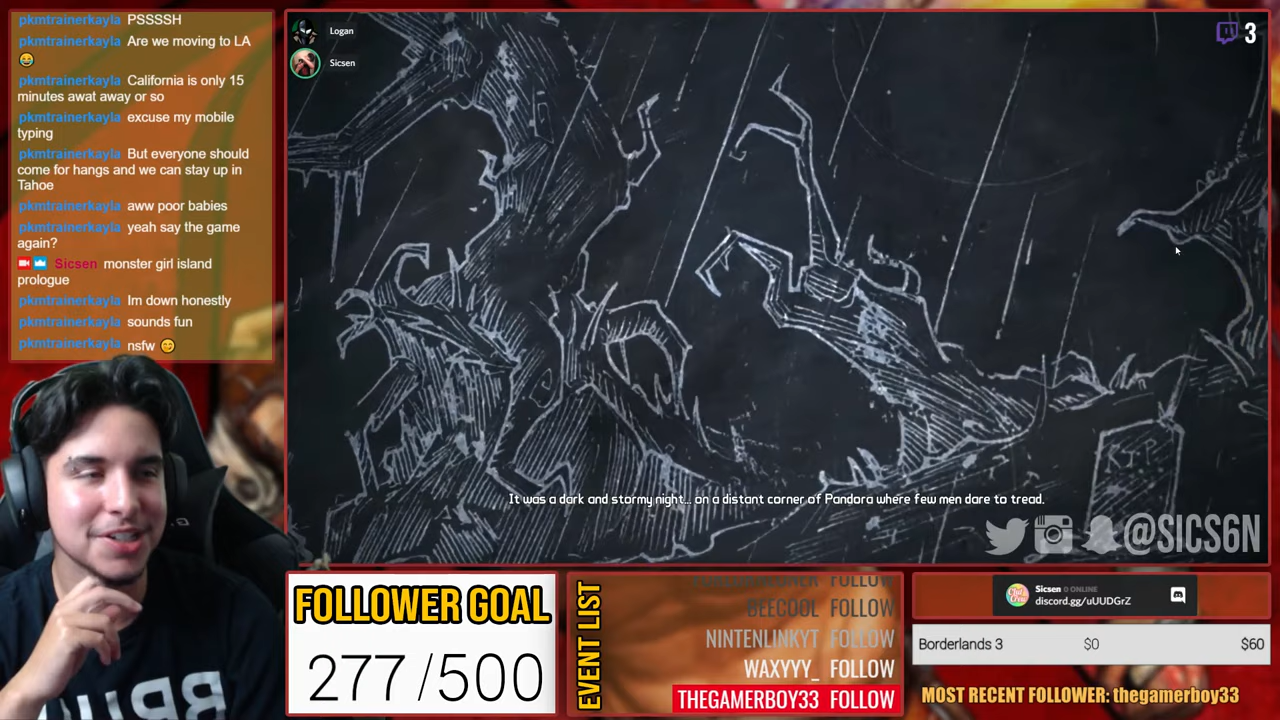 pkmtrainerkayla PSSSSH
pkmtrainerkayla Are we moving to LA
pkmtrainerkayla California is only 15
minutes awat away or so
pkmtrainerkayla excuse my mobile
typing
pkmtrainerkayla But everyone should
come for hangs and we can stay up in
Tahoe
pkmtrainerkayla aww poor babies
pkmtrainerkayla yeah say the game
again?
Sicsen monster girl island
prologue
pkmtrainerkayla Im down honestly
pkmtrainerkayla sounds fun
pkmtrainerkayla nsfw
Logan
Sicsen
3
It was a dark and stormy night... on a distant corner of Pandora where few men dare to tread.
@SICS6N
FOLLOWER GOAL
277/500
EVENT LIST
FOLLOW
BEECOOL FOLLOW
NINTENLINKYT FOLLOW
WAXYYY_ FOLLOW
THEGAMERBOY33 FOLLOW
Sicsen 0 ONLINE
discord.gg/uUUDGrZ
Borderlands 3 $0 $60
MOST RECENT FOLLOWER: thegamerboy33